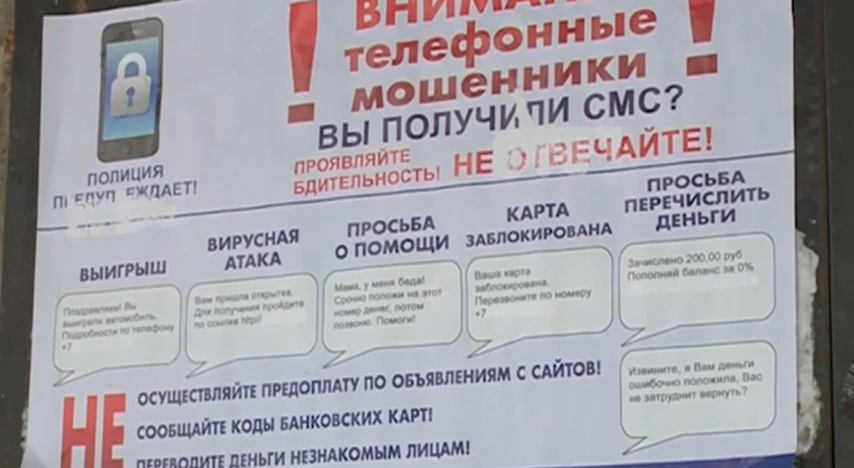 ВНИМАНИЕ
телефонные
мошенники
ВЫ ПОЛУЧИЛИ СМС?
ПРОЯВЛЯЙТЕ
БДИТЕЛЬНОСТЬ!
НЕ ОТВЕЧАЙТЕ!
ПОЛИЦИЯ
ПРЕДУПРЕЖДАЕТ!
ВЫИГРЫШ
Поздравляем! Вы
выиграли автомобиль.
Подробности по телефону
+7
ВИРУСНАЯ
АТАКА
Вам пришла открытка.
Для получения пройдите
по ссылке http//
ПРОСЬБА
О ПОМОЩИ
Мама, у меня беда!
Срочно положи на этот
номер денег, потом
позвоню. Помоги!
КАРТА
ЗАБЛОКИРОВАНА
Ваша карта
заблокирована.
Перезвоните по номеру
+7
ПРОСЬБА
ПЕРЕЧИСЛИТЬ
ДЕНЬГИ
Зачислено 200,00 руб
Пополняй баланс за 0%
Извините, я Вам деньги
ошибочно положила, Вас
не затруднит вернуть?
НЕ
ОСУЩЕСТВЛЯЙТЕ ПРЕДОПЛАТУ ПО ОБЪЯВЛЕНИЯМ С САЙТОВ!
СООБЩАЙТЕ КОДЫ БАНКОВСКИХ КАРТ!
ПЕРЕВОДИТЕ ДЕНЬГИ НЕЗНАКОМЫМ ЛИЦАМ!